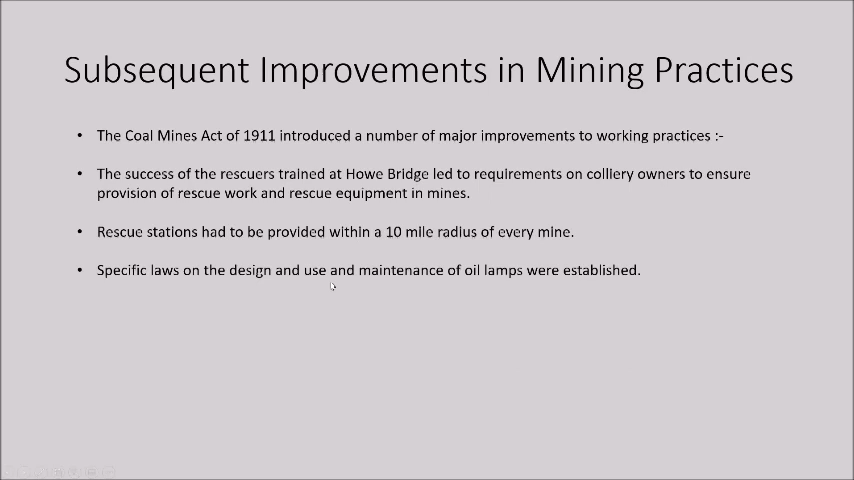 Subsequent Improvements in Mining Practices
• The Coal Mines Act of 1911 introduced a number of major improvements to working practices :-
• The success of the rescuers trained at Howe Bridge led to requirements on colliery owners to ensure
provision of rescue work and rescue equipment in mines.
• Rescue stations had to be provided within a 10 mile radius of every mine.
• Specific laws on the design and use and maintenance of oil lamps were established.